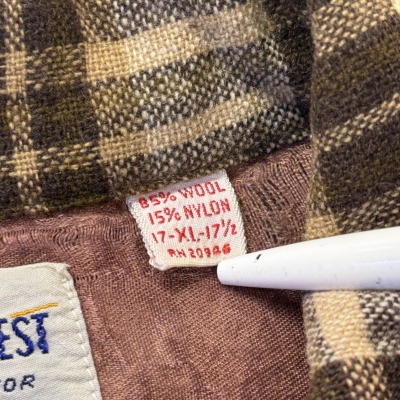 85% WOOL
15% NYLON
17-XL-17½
RN 20946
EST
OR